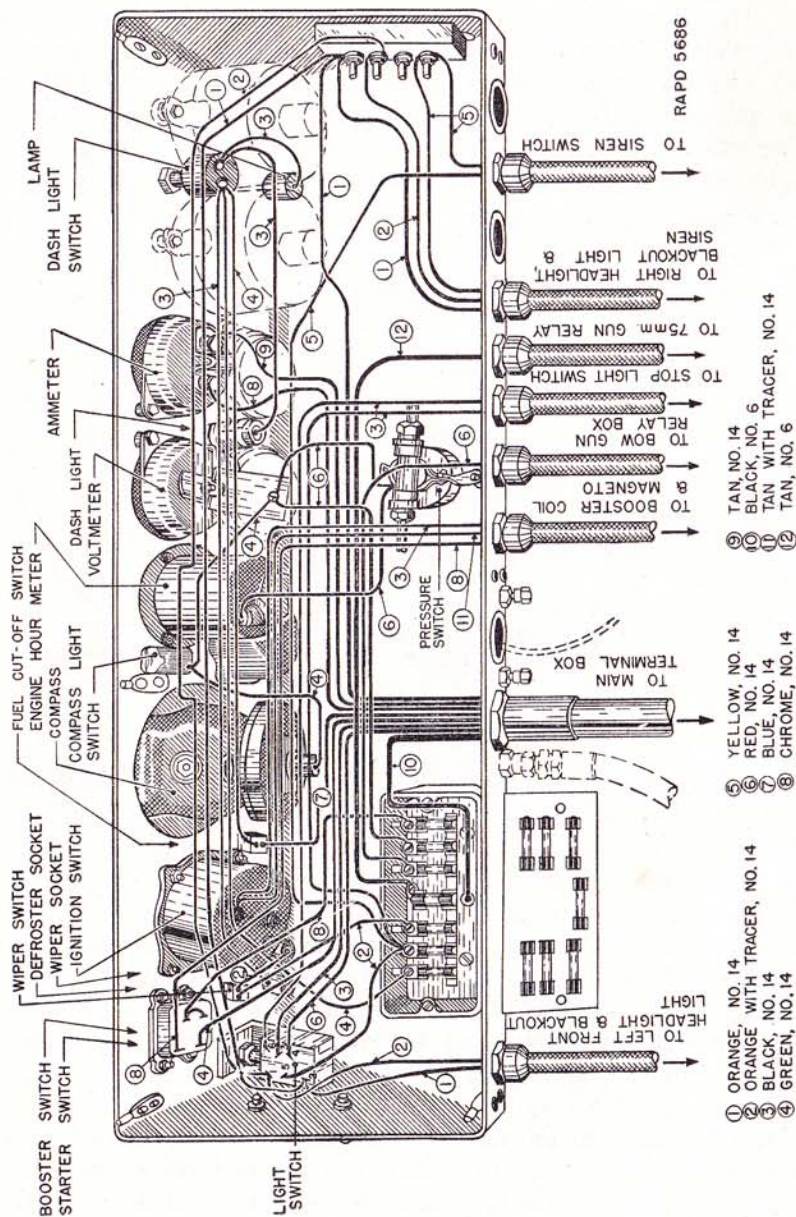 BOOSTER SWITCH
STARTER SWITCH
WIPER SWITCH
DEFROSTER SOCKET
WIPER SOCKET
IGNITION SWITCH
FUEL CUT-OFF SWITCH
ENGINE HOUR METER
COMPASS
COMPASS LIGHT
SWITCH
DASH LIGHT
VOLTMETER
AMMETER
DASH LIGHT
SWITCH
LAMP
LIGHT
SWITCH
PRESSURE
SWITCH
TO LEFT FRONT
HEADLIGHT & BLACKOUT
LIGHT
TO MAIN
TERMINAL BOX
TO BOOSTER COIL
& MAGNETO
TO BOW GUN
RELAY BOX
TO STOP LIGHT SWITCH
TO 75mm. GUN RELAY
TO RIGHT HEADLIGHT,
BLACKOUT LIGHT &
SIREN
TO SIREN SWITCH
① ORANGE, NO. 14
② ORANGE WITH TRACER, NO. 14
③ BLACK, NO. 14
④ GREEN, NO. 14
⑤ YELLOW, NO. 14
⑥ RED, NO. 14
⑦ BLUE, NO. 14
⑧ CHROME, NO. 14
⑨ TAN, NO. 14
⑩ BLACK, NO. 6
⑪ TAN WITH TRACER, NO. 14
⑫ TAN, NO. 6
RAPD 5686